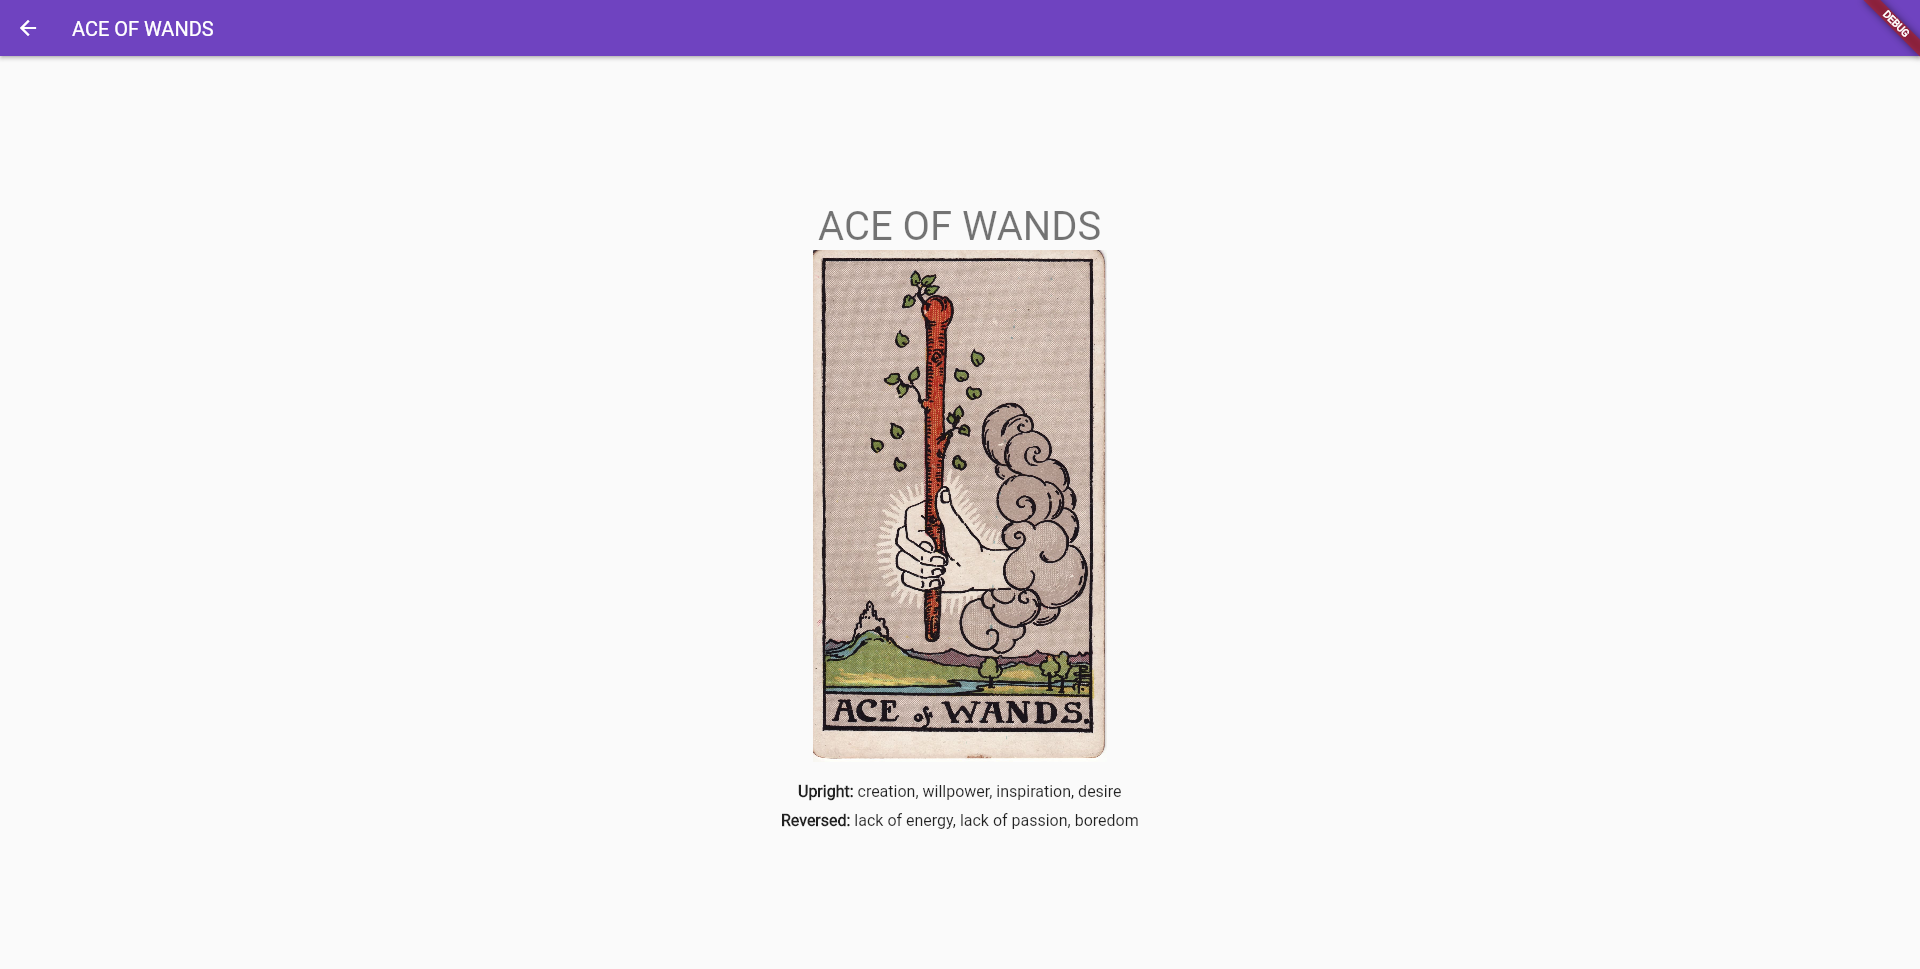 ACE OF WANDS
DEBUG
ACE OF WANDS
ACE of WANDS.
Upright: creation, willpower, inspiration, desire
Reversed: lack of energy, lack of passion, boredom